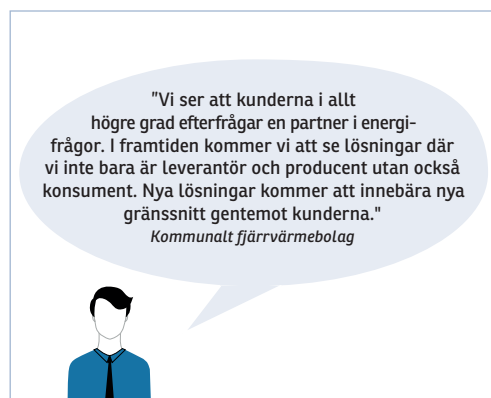 "Vi ser att kunderna i allt
högre grad efterfrågar en partner i energi-
frågor. I framtiden kommer vi att se lösningar där
vi inte bara är leverantör och producent utan också
konsument. Nya lösningar kommer att innebära nya
gränssnitt gentemot kunderna."
Kommunalt fjärrvärmebolag